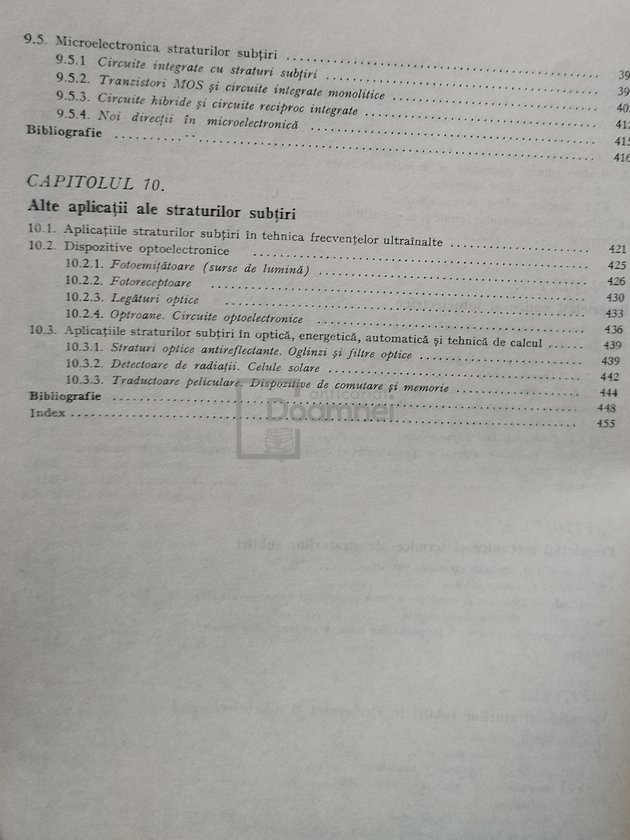 9.5. Microelectronica straturilor subțiri ........................................
9.5.1 Circuite integrate cu straturi subțiri ........................................ 39
9.5.2. Tranzistori MOS și circuite integrate monolitice .............................. 39
9.5.3. Circuite hibride și circuite reciproc integrate .............................. 40
9.5.4. Noi direcții în microelectronică ........................................ 41
Bibliografie ........................................ 415
416
CAPITOLUL 10.
Alte aplicații ale straturilor subțiri
10.1. Aplicațiile straturilor subțiri în tehnica frecvențelor ultraînalte .................... 421
10.2. Dispozitive optoelectronice ........................................ 425
10.2.1. Fotoemițătoare (surse de lumină) .............................. 426
10.2.2. Fotoreceptoare ........................................ 430
10.2.3. Legături optice ........................................ 433
10.2.4. Optroane. Circuite optoelectronice .............................. 436
10.3. Aplicațiile straturilor subțiri în optică, energetică, automatică și tehnică de calcul ..... 439
10.3.1. Straturi optice antireflectante. Oglinzi și filtre optice .................... 439
10.3.2. Detectoare de radiații. Celule solare .............................. 442
10.3.3. Traductoare peliculare. Dispozitive de comutare și memorie .................... 444
Bibliografie ........................................ 448
Index ........................................ 455
anticariat
Doamnei